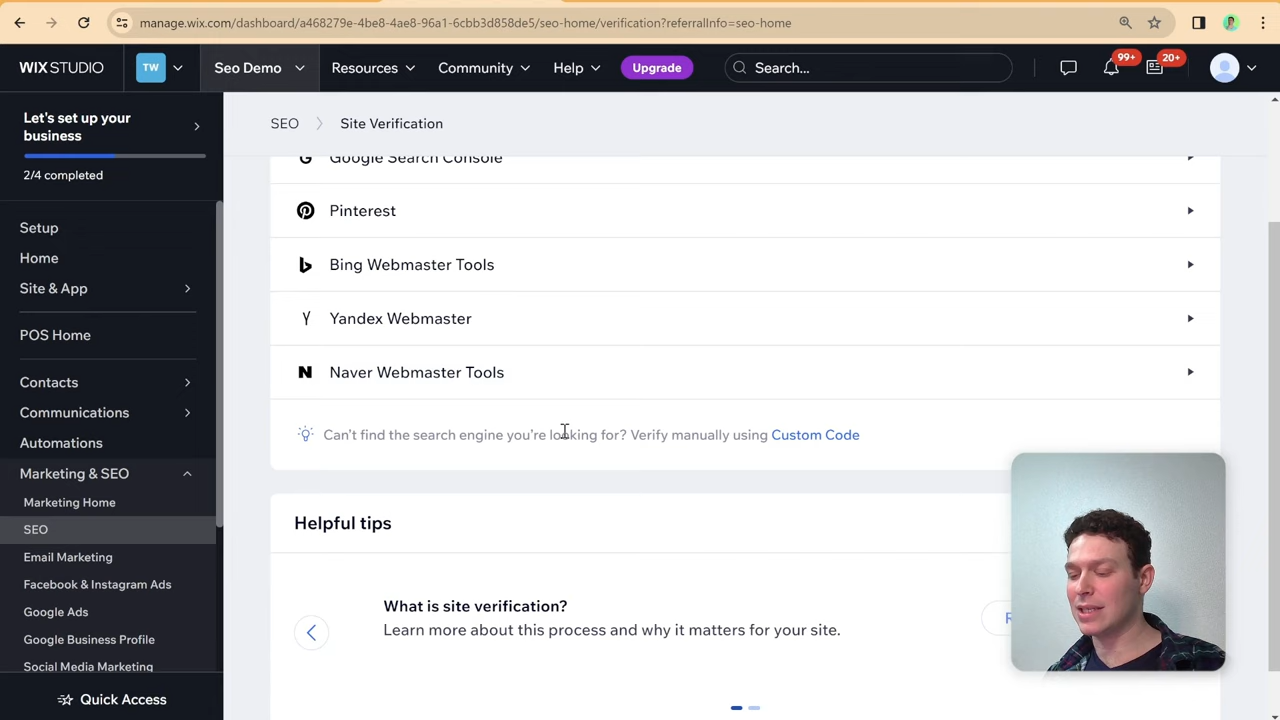 manage.wix.com/dashboard/a468279e-4be8-4ae8-96a1-6cbb3d858de5/seo-home/verification?referralInfo=seo-home
WIX STUDIO
TW
Seo Demo
Resources
Community
Help
Upgrade
Search...
99+
20+
Let's set up your
business
2/4 completed
Setup
Home
Site & App
POS Home
Contacts
Communications
Automations
Marketing & SEO
Marketing Home
SEO
Email Marketing
Facebook & Instagram Ads
Google Ads
Google Business Profile
Social Media Marketing
Quick Access
SEO
Site Verification
Google Search Console
Pinterest
Bing Webmaster Tools
Yandex Webmaster
Naver Webmaster Tools
Can't find the search engine you're looking for? Verify manually using Custom Code
Helpful tips
What is site verification?
Learn more about this process and why it matters for your site.